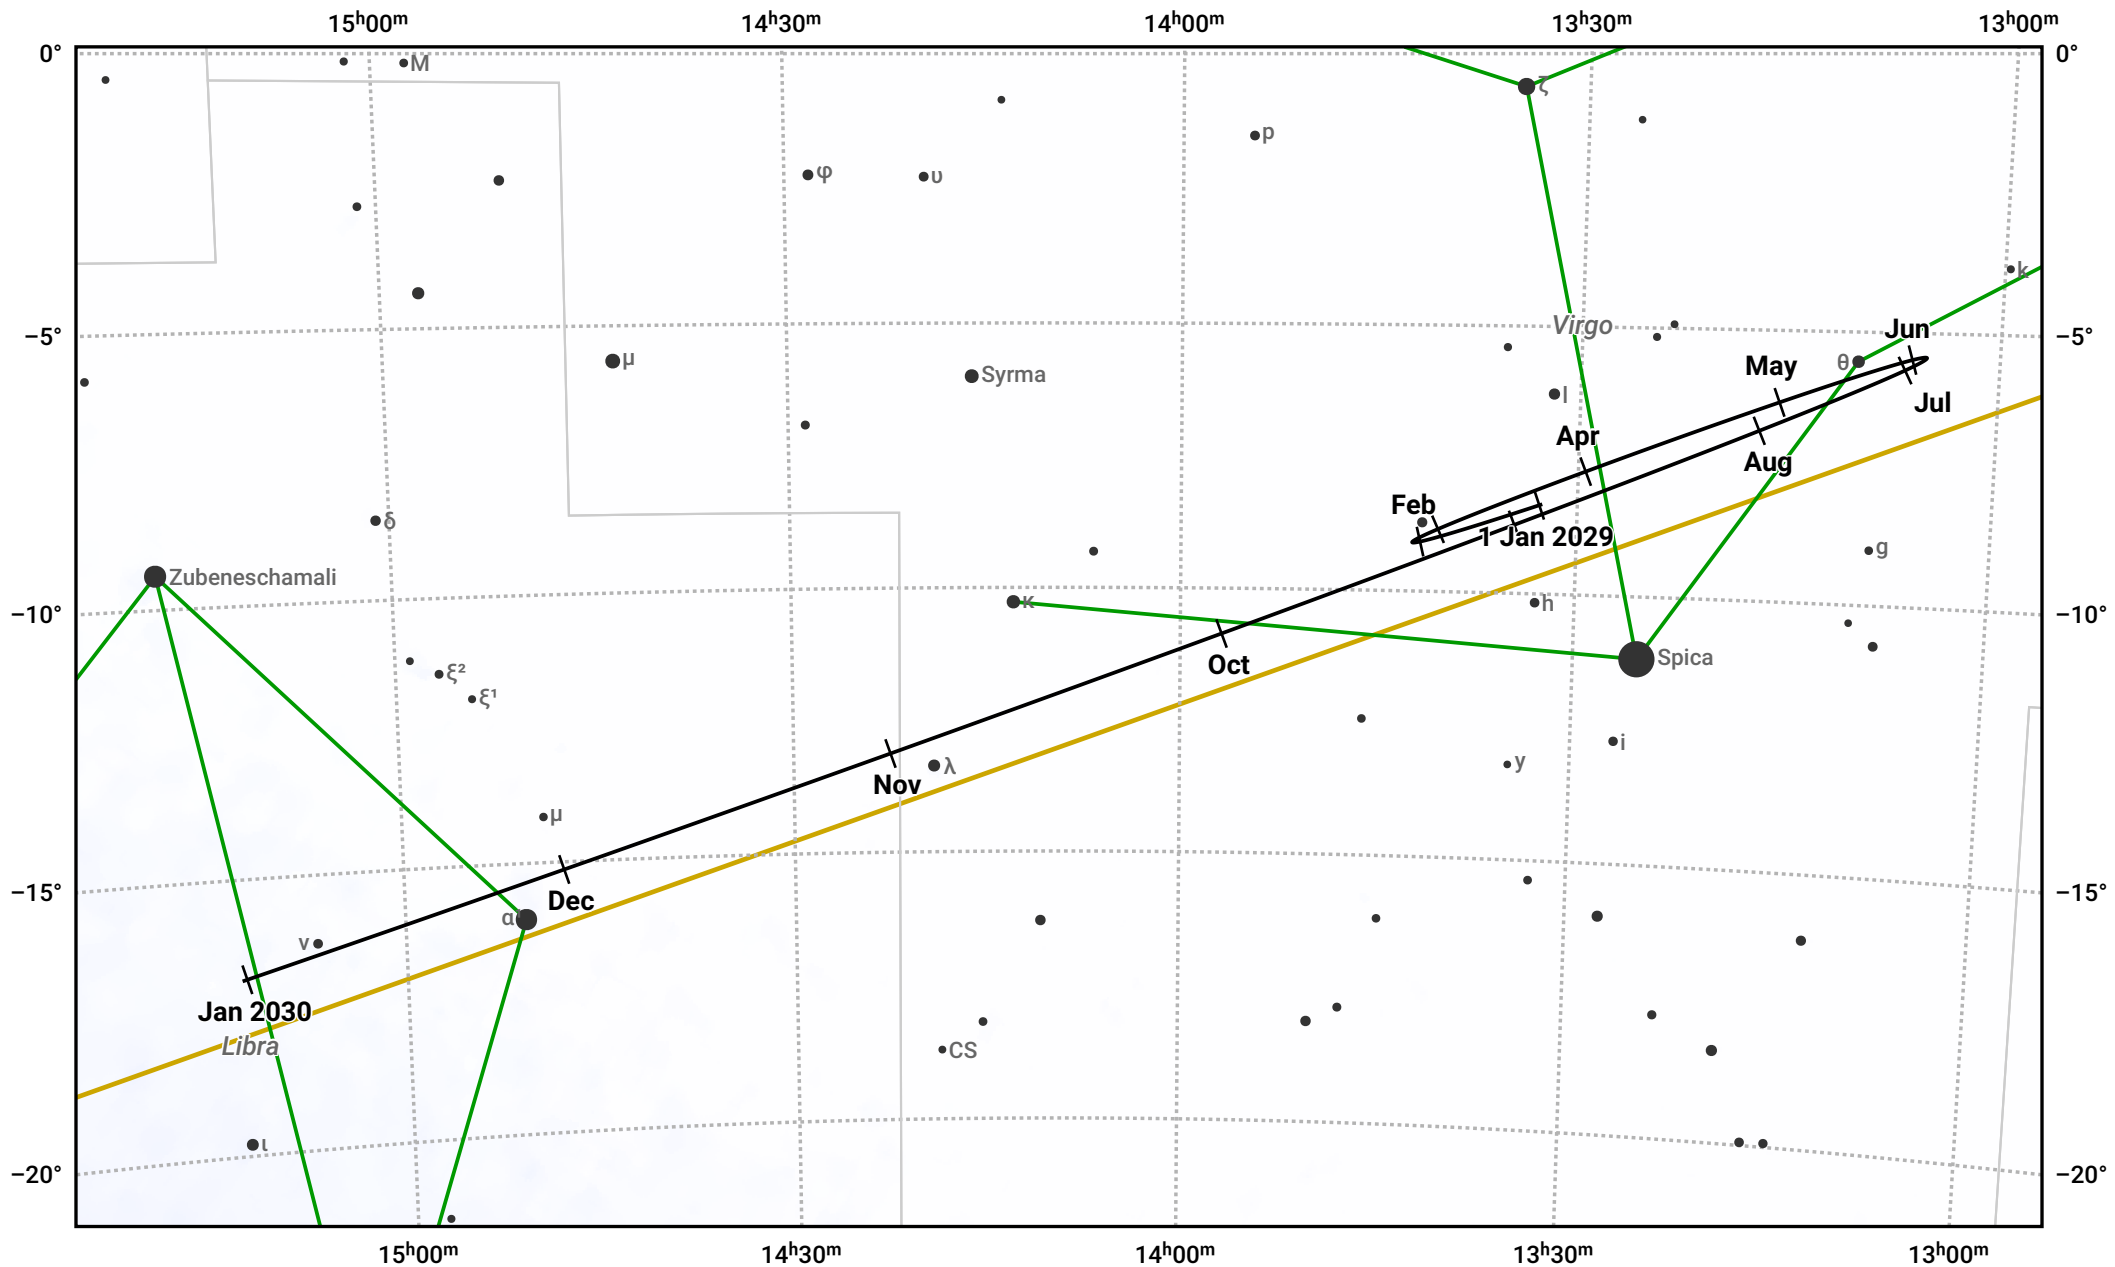 15ʰ00ᵐ 14ʰ30ᵐ 14ʰ00ᵐ 13ʰ30ᵐ 13ʰ00ᵐ
0° M 0°
ζ
p
φ υ
k
−5° Virgo Jun −5°
μ Syrma May θ
l Jul
Apr Aug
Feb
δ 1 Jan 2029
g
Zubeneschamali
−10° κ h −10°
Oct Spica
ξ²
ξ¹
i
λ y
Nov
μ
−15° Dec −15°
α
ν
Jan 2030
Libra
CS
ι
−20° −20°
15ʰ00ᵐ 14ʰ30ᵐ 14ʰ00ᵐ 13ʰ30ᵐ 13ʰ00ᵐ